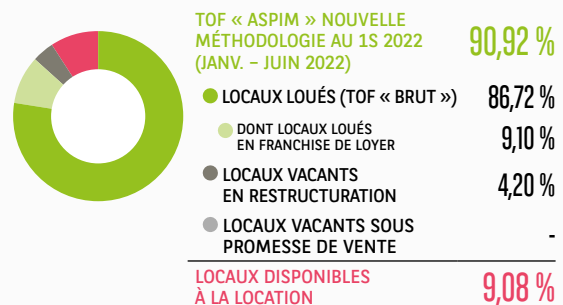 TOF « ASPIM » NOUVELLE
MÉTHODOLOGIE AU 1S 2022
(JANV. – JUIN 2022)
90,92 %
LOCAUX LOUÉS (TOF « BRUT ») 86,72 %
DONT LOCAUX LOUÉS
EN FRANCHISE DE LOYER
9,10 %
LOCAUX VACANTS
EN RESTRUCTURATION
4,20 %
LOCAUX VACANTS SOUS
PROMESSE DE VENTE
-
LOCAUX DISPONIBLES
À LA LOCATION
9,08 %